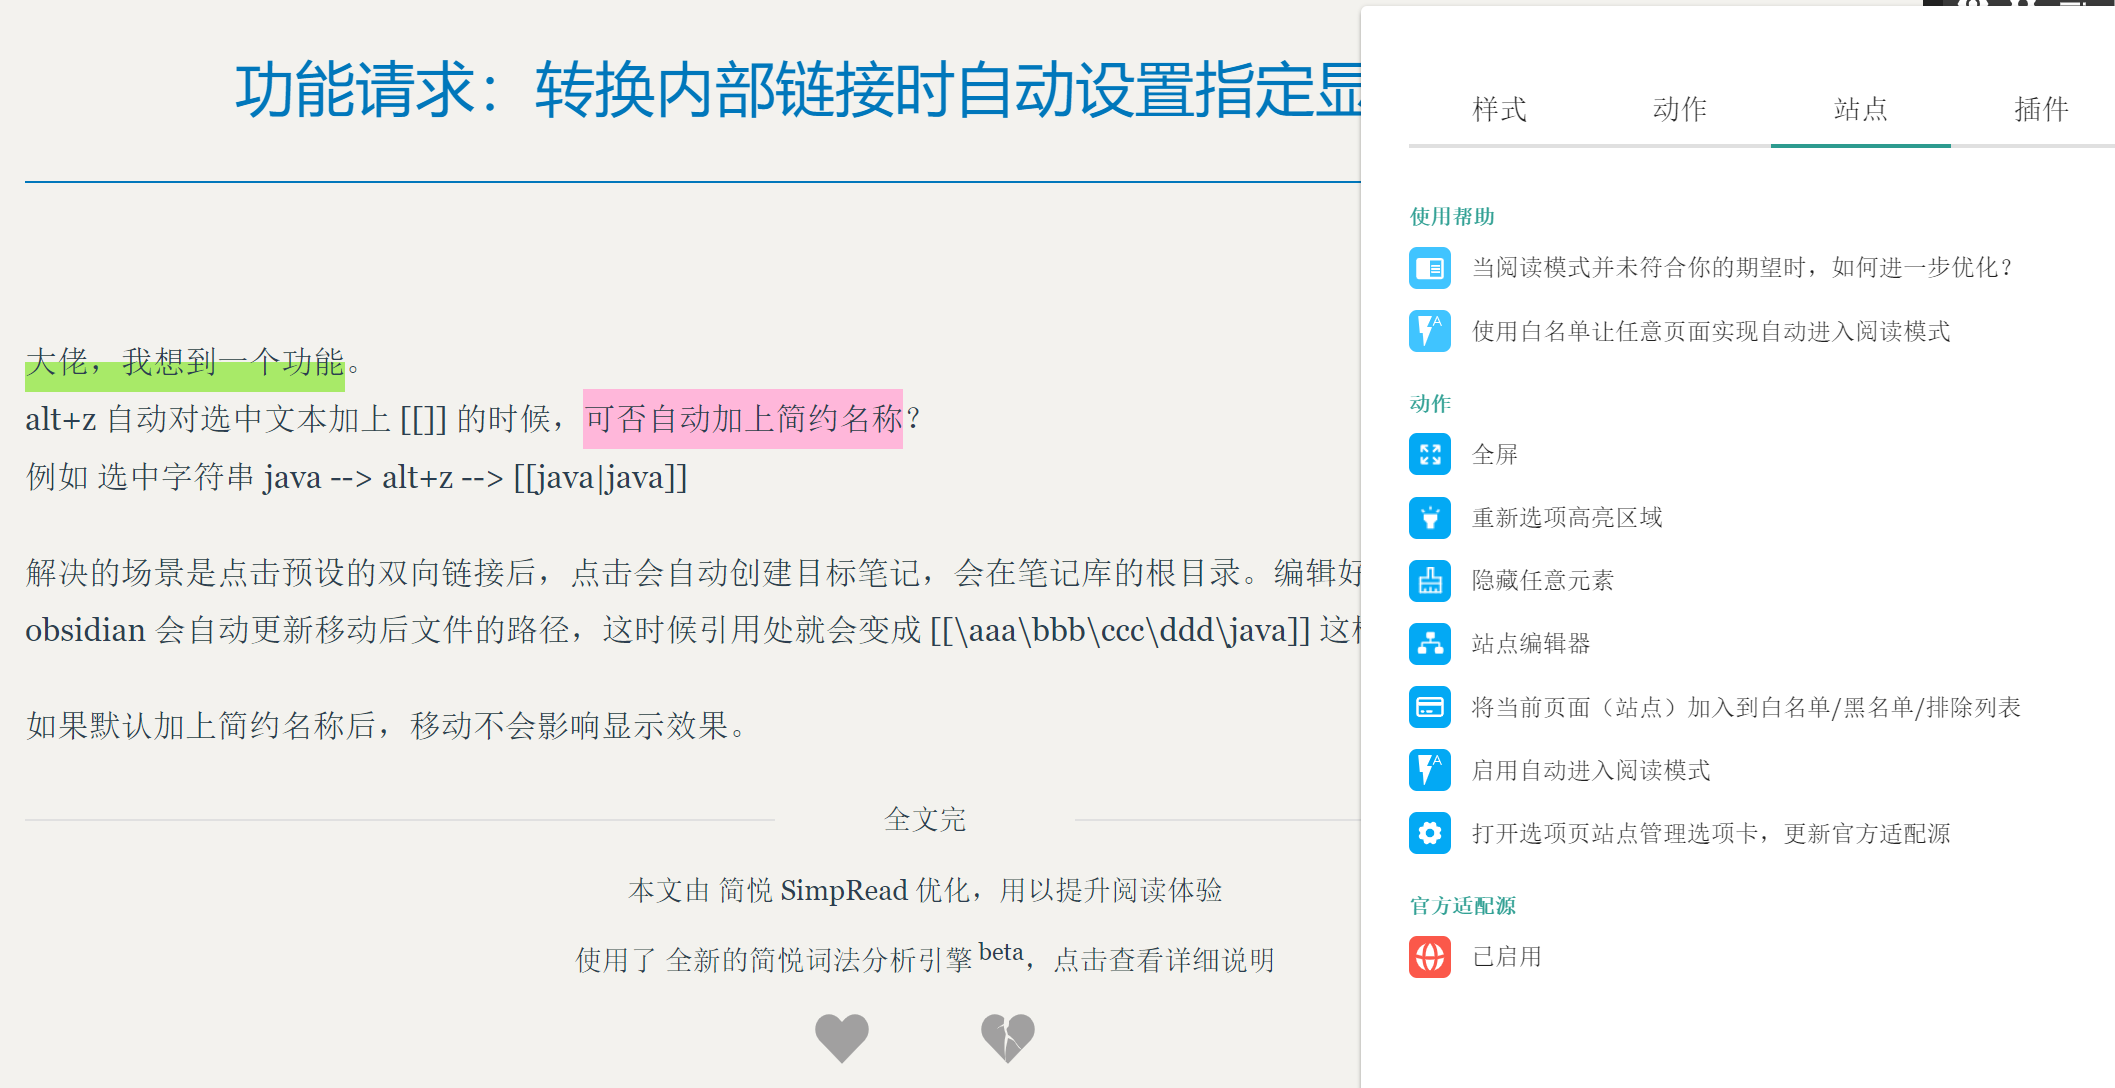 功能请求：转换内部链接时自动设置指定显
大佬，我想到一个功能。
alt+z 自动对选中文本加上 [[]] 的时候，可否自动加上简约名称？
例如 选中字符串 java --> alt+z --> [[java|java]]
解决的场景是点击预设的双向链接后，点击会自动创建目标笔记，会在笔记库的根目录。编辑好
obsidian 会自动更新移动后文件的路径，这时候引用处就会变成 [[\aaa\bbb\ccc\ddd\java]] 这
如果默认加上简约名称后，移动不会影响显示效果。
全文完
本文由 简悦 SimpRead 优化，用以提升阅读体验
使用了 全新的简悦词法分析引擎 beta，点击查看详细说明
样式
动作
站点
插件
使用帮助
当阅读模式并未符合你的期望时，如何进一步优化？
使用白名单让任意页面实现自动进入阅读模式
动作
全屏
重新选项高亮区域
隐藏任意元素
站点编辑器
将当前页面（站点）加入到白名单/黑名单/排除列表
启用自动进入阅读模式
打开选项页站点管理选项卡，更新官方适配源
官方适配源
已启用